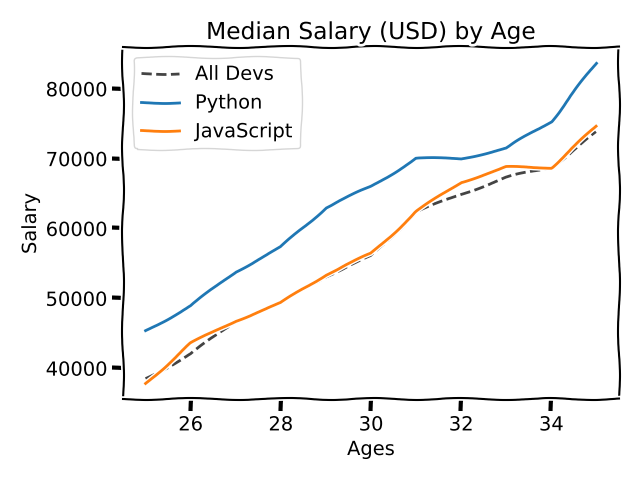 Median Salary (USD) by Age
All Devs
Python
JavaScript
80000
70000
60000
50000
40000
Salary
26 28 30 32 34
Ages